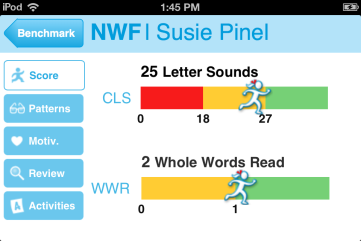 iPod 1:45 PM
Benchmark NWF | Susie Pinel
Score
Patterns
Motiv.
Review
A Activities
25 Letter Sounds
CLS
0 18 27
2 Whole Words Read
WWR
0 1